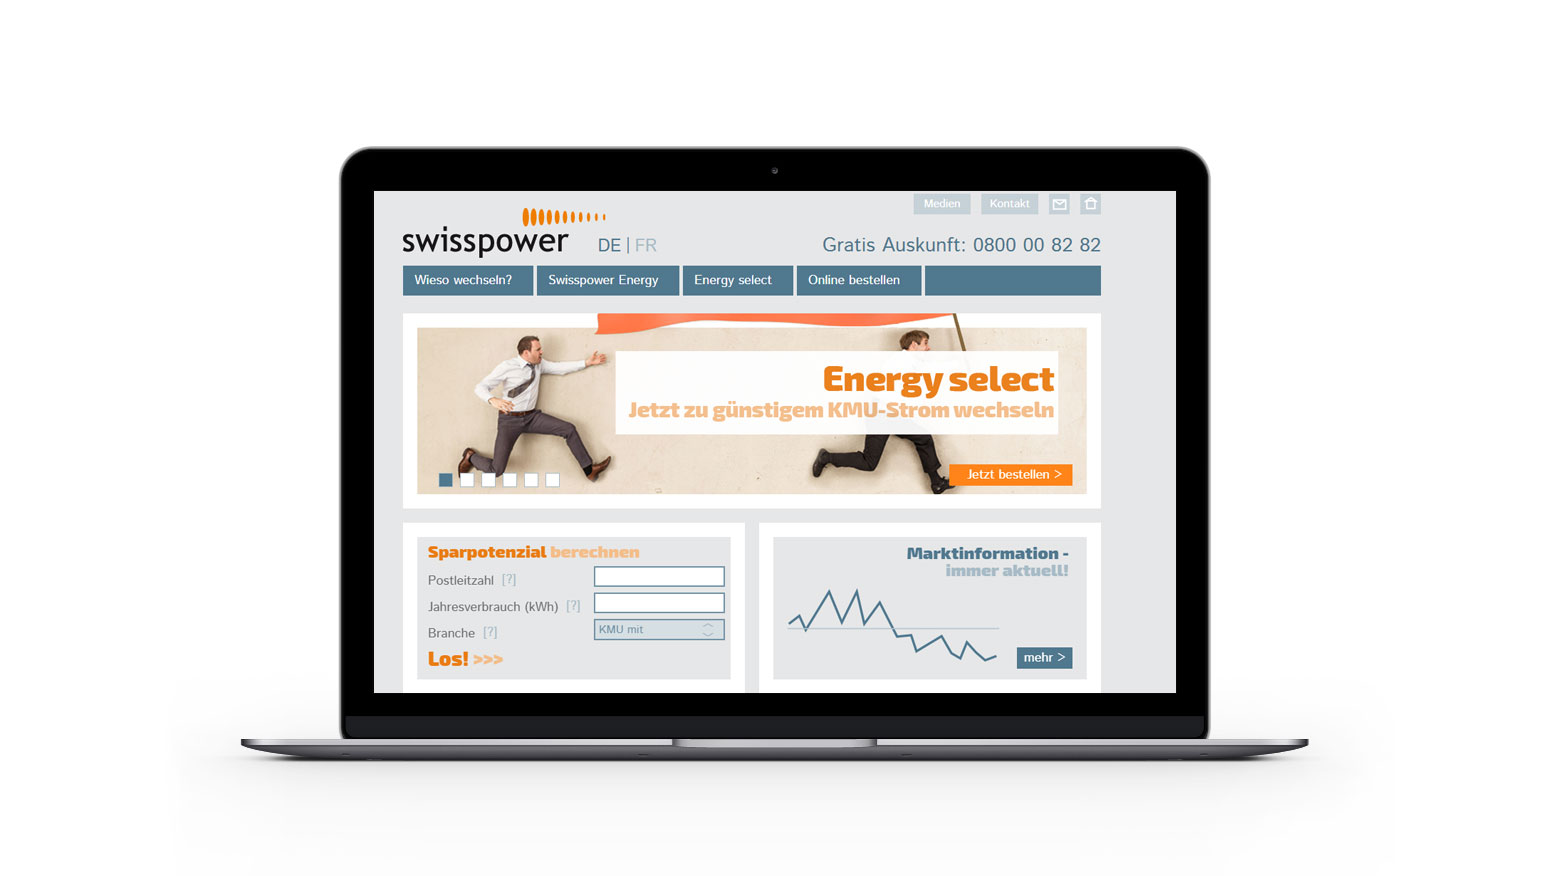 Medien Kontakt
swisspower DE | FR Gratis Auskunft: 0800 00 82 82
Wieso wechseln? Swisspower Energy Energy select Online bestellen
Energy select
Jetzt zu günstigem KMU-Strom wechseln
Jetzt bestellen >
Sparpotenzial berechnen
Postleitzahl [?]
Jahresverbrauch (kWh) [?]
Branche [?] KMU mit
Los! >>>
Marktinformation -
immer aktuell!
mehr >